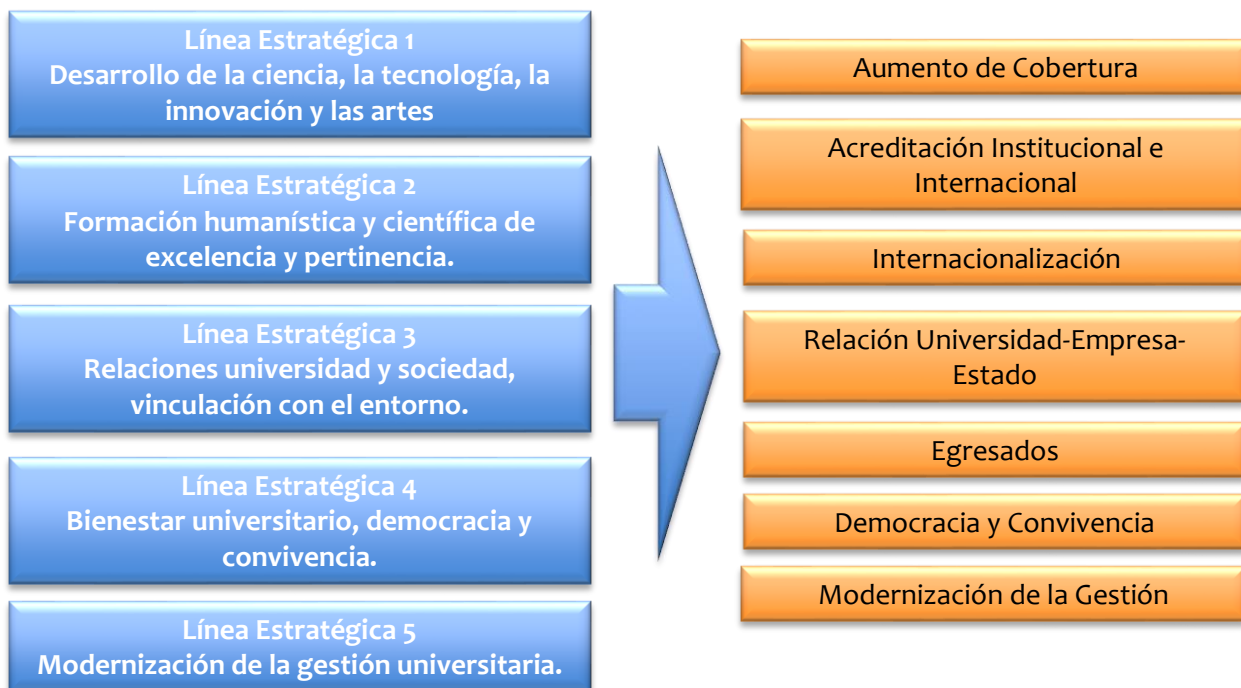 Línea Estratégica 1
Desarrollo de la ciencia, la tecnología, la
innovación y las artes
Línea Estratégica 2
Formación humanística y científica de
excelencia y pertinencia.
Línea Estratégica 3
Relaciones universidad y sociedad,
vinculación con el entorno.
Línea Estratégica 4
Bienestar universitario, democracia y
convivencia.
Línea Estratégica 5
Modernización de la gestión universitaria.
Aumento de Cobertura
Acreditación Institucional e
Internacional
Internacionalización
Relación Universidad-Empresa-
Estado
Egresados
Democracia y Convivencia
Modernización de la Gestión